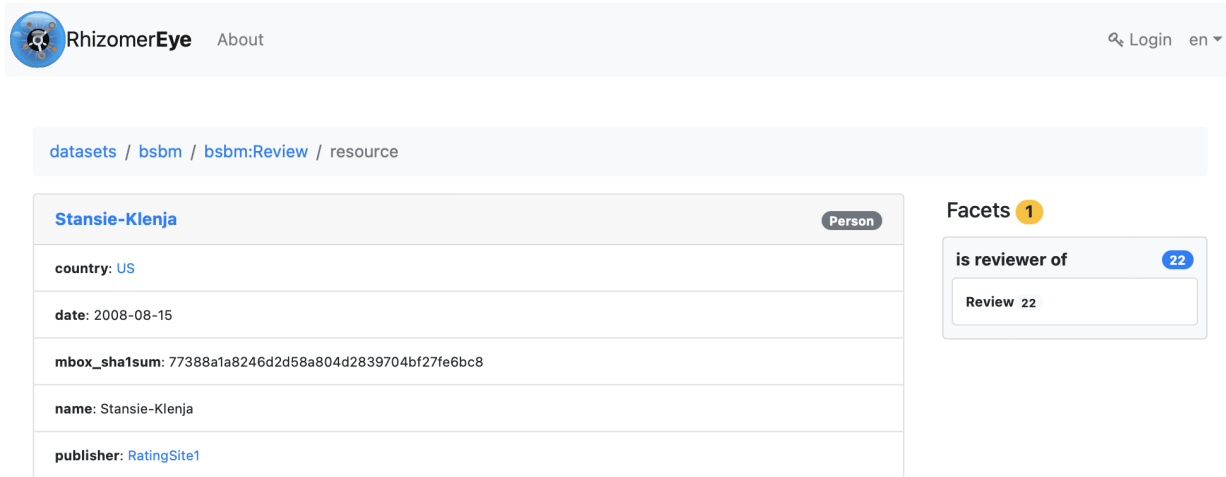 RhizomerEye About Login en
datasets / bsbm / bsbm:Review / resource
Stansie-Klenja Person
country: US
date: 2008-08-15
mbox_sha1sum: 77388a1a8246d2d58a804d2839704bf27fe6bc8
name: Stansie-Klenja
publisher: RatingSite1
Facets 1
is reviewer of 22
Review 22